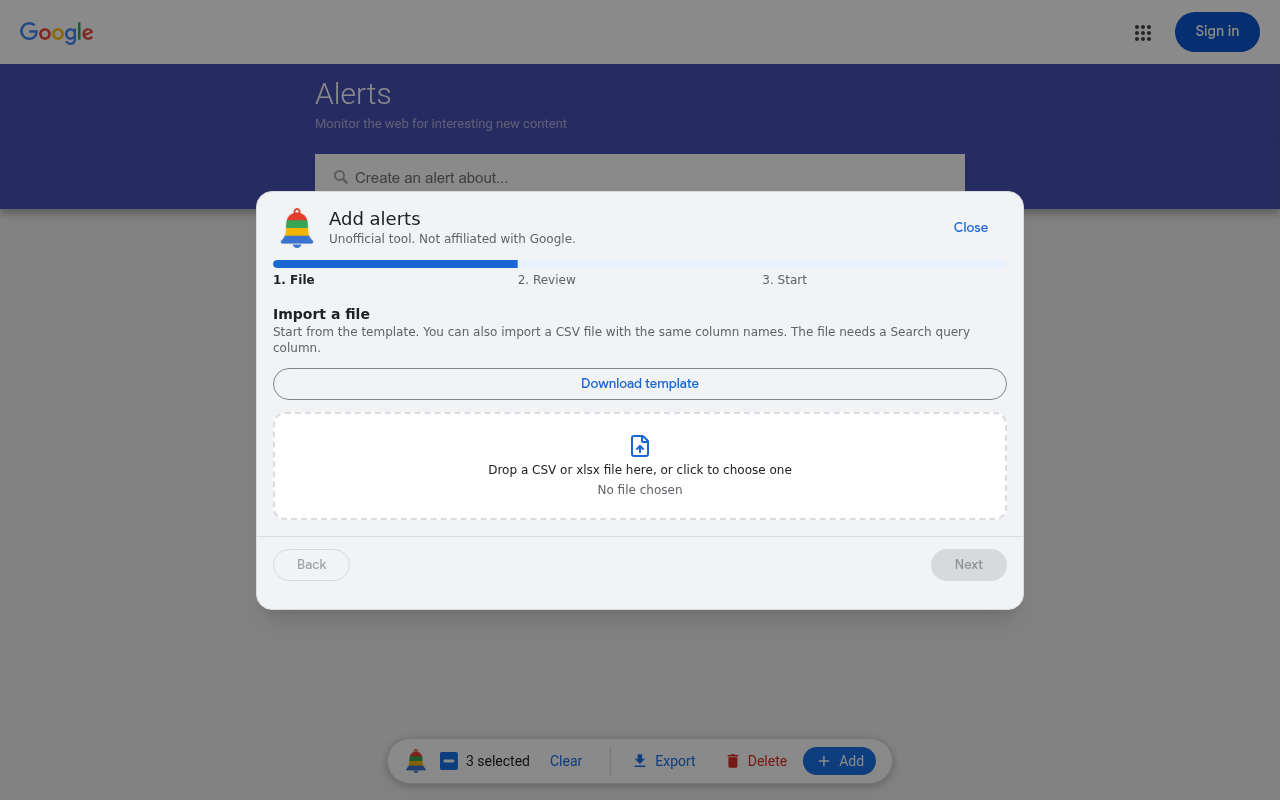 Google
Sign in
Alerts
Monitor the web for interesting new content
Create an alert about...
Add alerts
Unofficial tool. Not affiliated with Google.
Close
1. File
2. Review
3. Start
Import a file
Start from the template. You can also import a CSV file with the same column names. The file needs a Search query
column.
Download template
Drop a CSV or xlsx file here, or click to choose one
No file chosen
Back
Next
3 selected
Clear
Export
Delete
Add